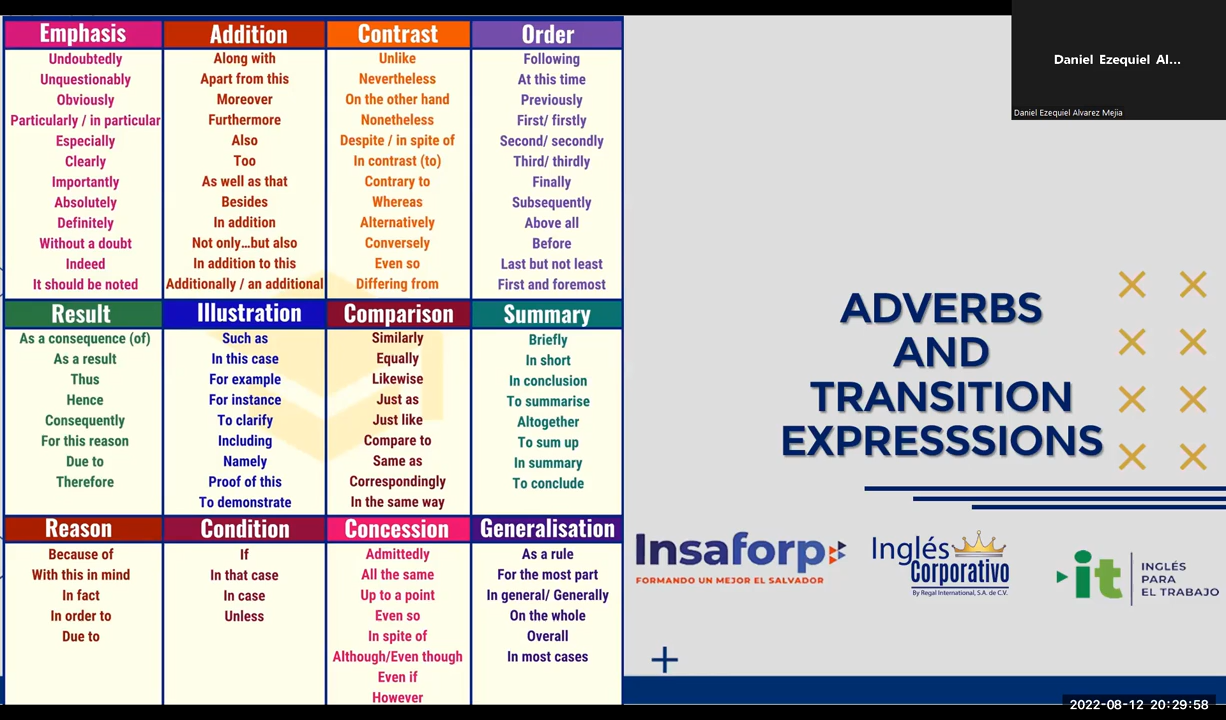 Emphasis
Undoubtedly
Unquestionably
Obviously
Particularly / in particular
Especially
Clearly
Importantly
Absolutely
Definitely
Without a doubt
Indeed
It should be noted
Addition
Along with
Apart from this
Moreover
Furthermore
Also
Too
As well as that
Besides
In addition
Not only…but also
In addition to this
Additionally / an additional
Contrast
Unlike
Nevertheless
On the other hand
Nonetheless
Despite / in spite of
In contrast (to)
Contrary to
Whereas
Alternatively
Conversely
Even so
Differing from
Order
Following
At this time
Previously
First/ firstly
Second/ secondly
Third/ thirdly
Finally
Subsequently
Above all
Before
Last but not least
First and foremost
Result
As a consequence (of)
As a result
Thus
Hence
Consequently
For this reason
Due to
Therefore
Illustration
Such as
In this case
For example
For instance
To clarify
Including
Namely
Proof of this
To demonstrate
Comparison
Similarly
Equally
Likewise
Just as
Just like
Compare to
Same as
Correspondingly
In the same way
Summary
Briefly
In short
In conclusion
To summarise
Altogether
To sum up
In summary
To conclude
Reason
Because of
With this in mind
In fact
In order to
Due to
Condition
If
In that case
In case
Unless
Concession
Admittedly
All the same
Up to a point
Even so
In spite of
Although/Even though
Even if
However
Generalisation
As a rule
For the most part
In general/ Generally
On the whole
Overall
In most cases
Daniel Ezequiel Al...
Daniel Ezequiel Alvarez Mejia
ADVERBS
AND
TRANSITION
EXPRESSSIONS
Insaforp
FORMANDO UN MEJOR EL SALVADOR
Inglés
Corporativo
By Regal International, S.A. de C.V.
it
INGLÉS
PARA
EL TRABAJO
2022-08-12 20:29:58